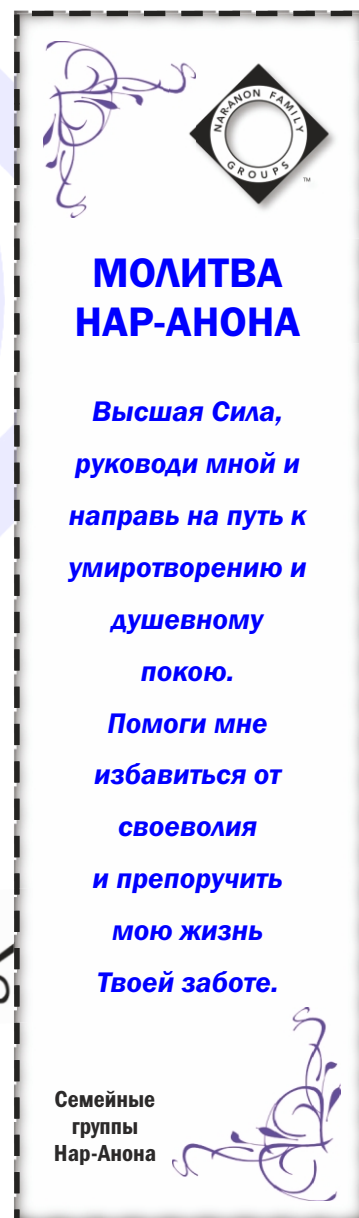 NAR-ANON FAMILY
GROUPS
TM
МОЛИТВА
НАР-АНОНА
Высшая Сила,
руководи мной и
направь на путь к
умиротворению и
душевному
покою.
Помоги мне
избавиться от
своеволия
и препоручить
мою жизнь
Твоей заботе.
Семейные
группы
Нар-Анона